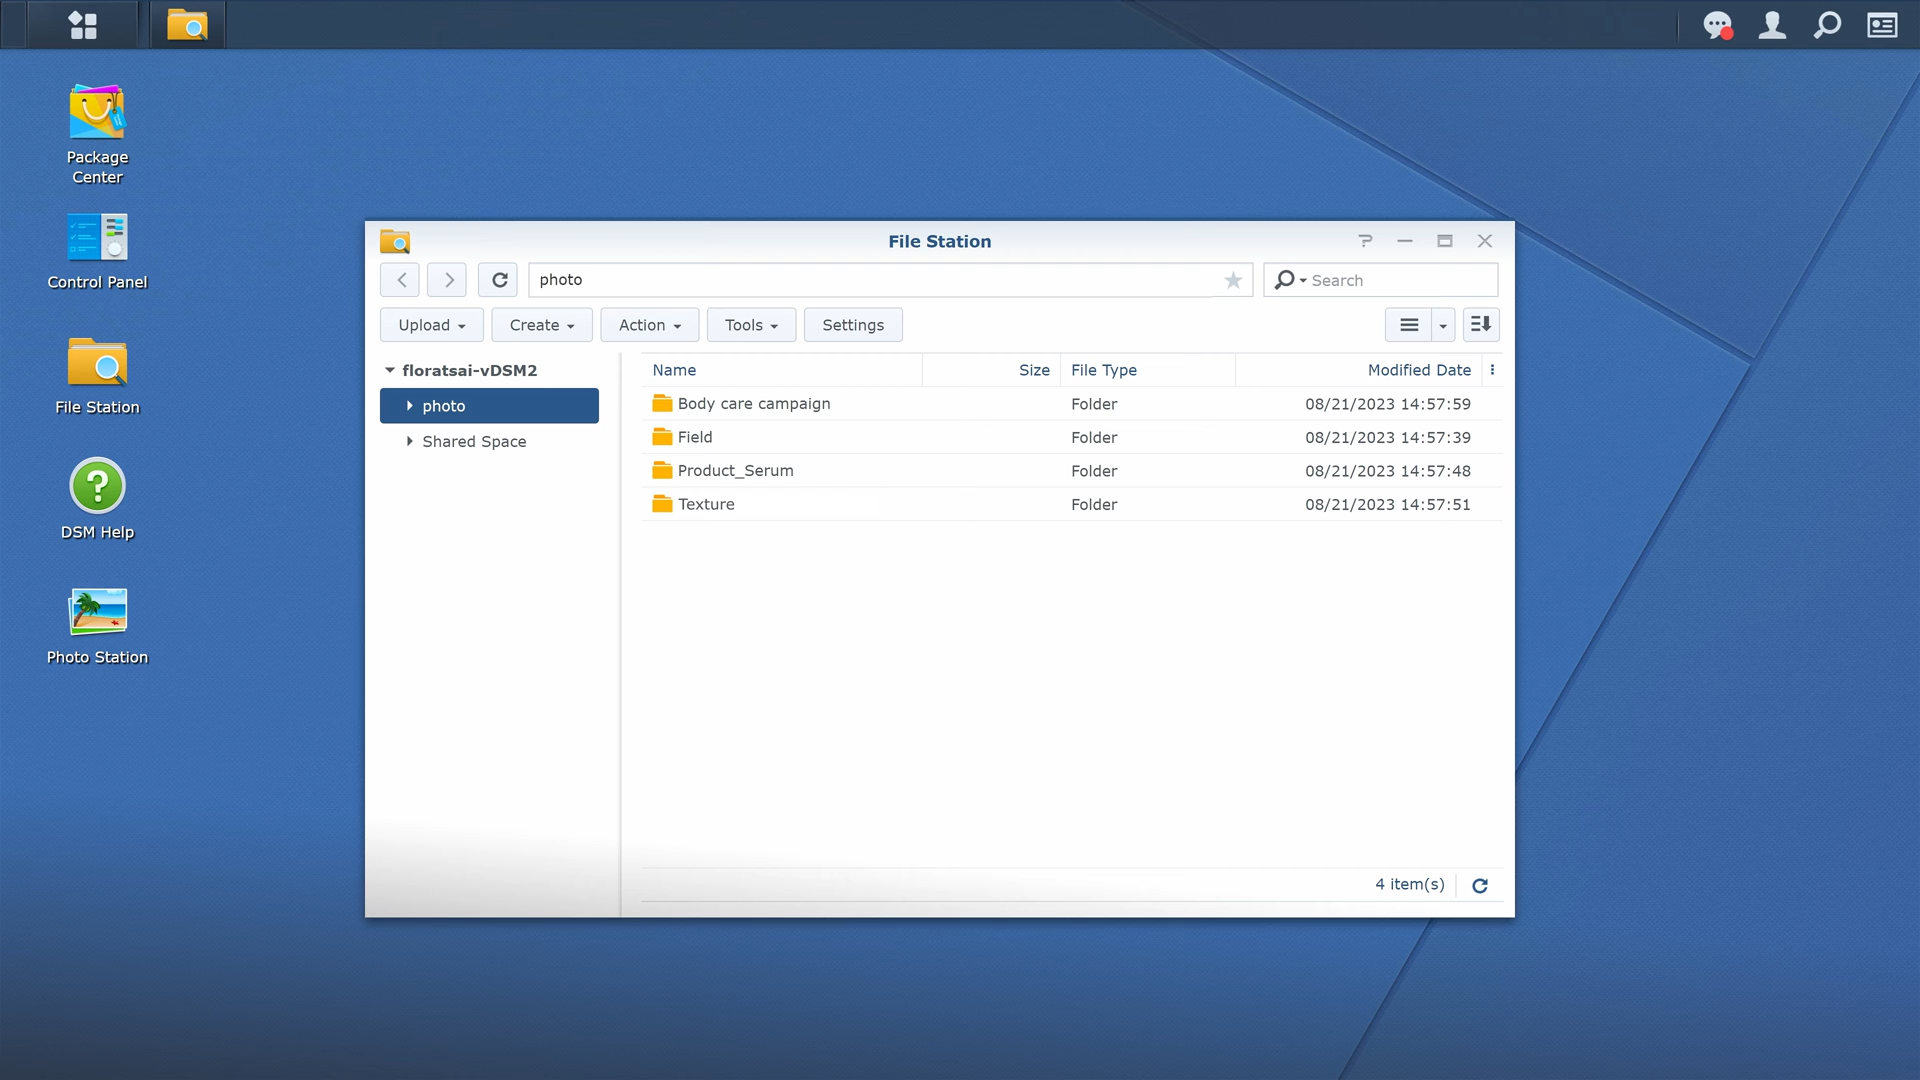 Package
Center
Control Panel
File Station
DSM Help
Photo Station
File Station
photo
Search
Upload
Create
Action
Tools
Settings
floratsai-vDSM2
photo
Shared Space
Name Size File Type Modified Date
Body care campaign Folder 08/21/2023 14:57:59
Field Folder 08/21/2023 14:57:39
Product_Serum Folder 08/21/2023 14:57:48
Texture Folder 08/21/2023 14:57:51
4 item(s)